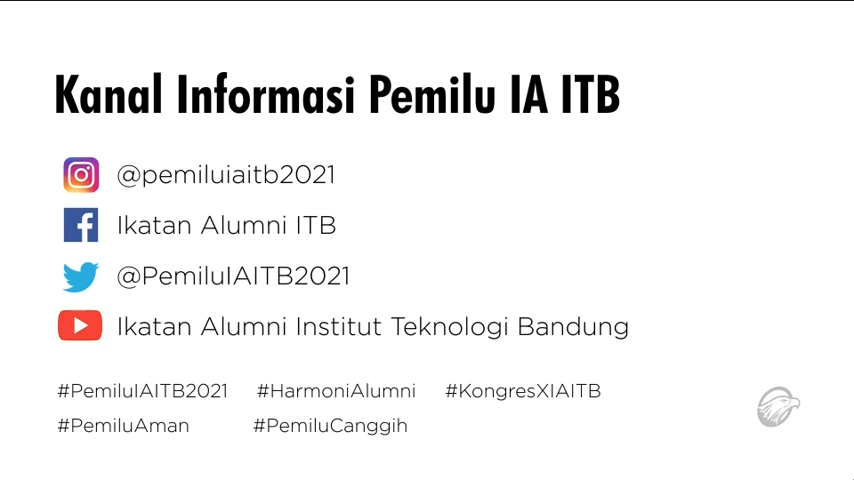 Kanal Informasi Pemilu IA ITB
@pemiluiaitb2021
Ikatan Alumni ITB
@PemiluIAITB2021
Ikatan Alumni Institut Teknologi Bandung
#PemiluIAITB2021 #HarmoniAlumni #KongresXIAITB
#PemiluAman #PemiluCanggih